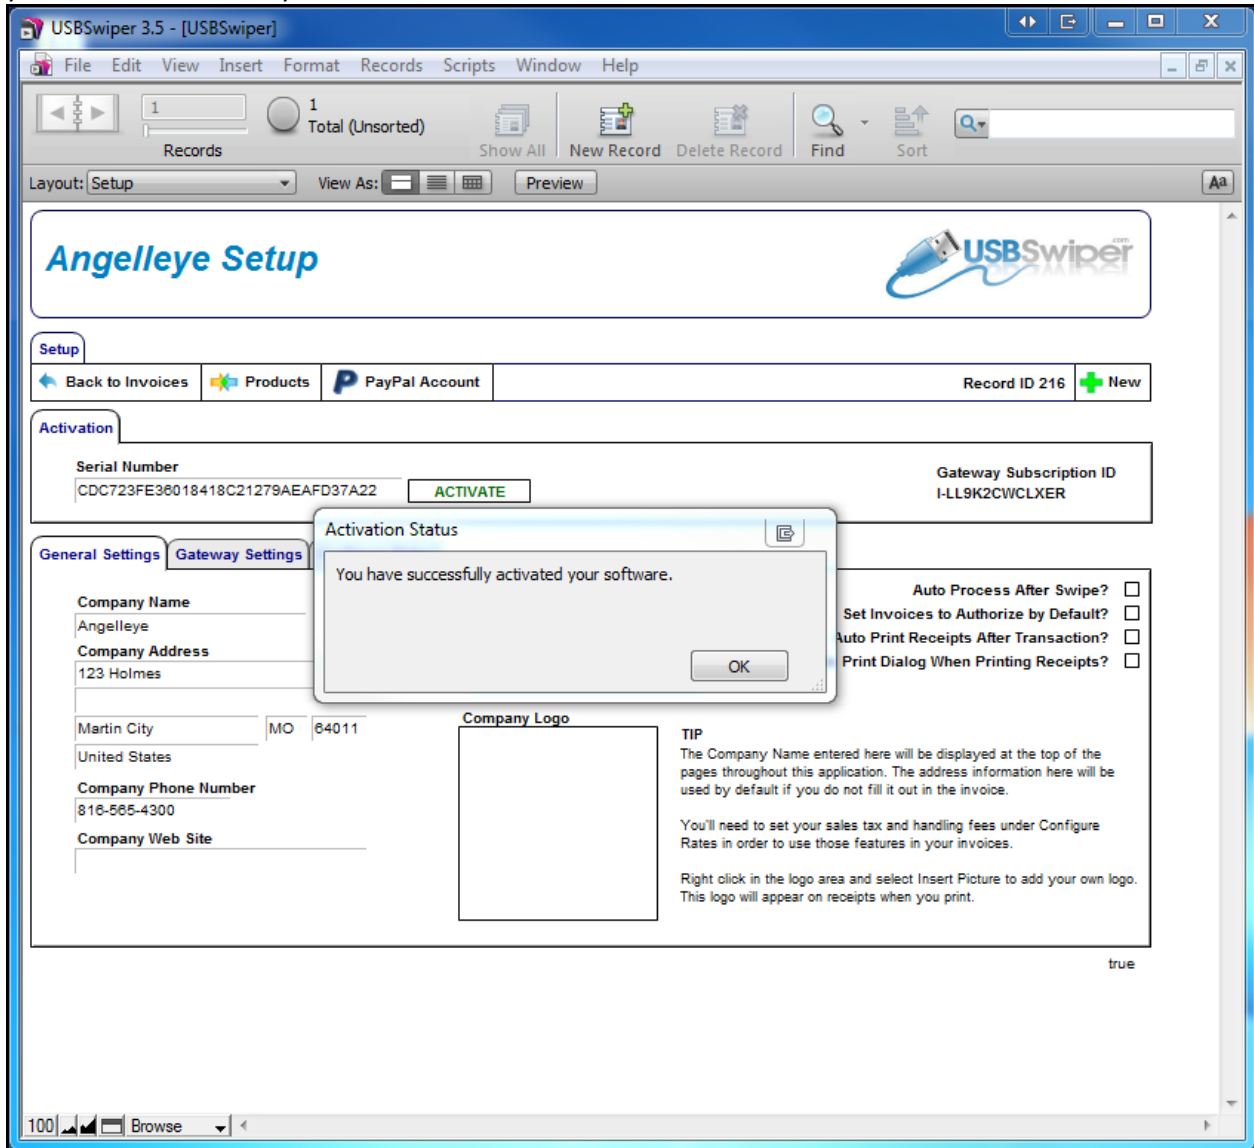 USBSwiper 3.5 - [USBSwiper]
File Edit View Insert Format Records Scripts Window Help
1
1
Total (Unsorted)
Records
Show All
New Record
Delete Record
Find
Sort
Layout: Setup
View As:
Preview
Aa
Angelleye Setup
USBSwiper
.com
Setup
Back to Invoices
Products
PayPal Account
Record ID 216
New
Activation
Serial Number
CDC723FE36018418C21279AEAFD37A22
ACTIVATE
Gateway Subscription ID
I-LL9K2CWCLXER
Activation Status
You have successfully activated your software.
OK
General Settings
Gateway Settings
Company Name
Angelleye
Company Address
123 Holmes
Martin City
MO
64011
United States
Company Phone Number
816-565-4300
Company Web Site
Auto Process After Swipe?
Set Invoices to Authorize by Default?
Auto Print Receipts After Transaction?
Print Dialog When Printing Receipts?
Company Logo
TIP
The Company Name entered here will be displayed at the top of the
pages throughout this application. The address information here will be
used by default if you do not fill it out in the invoice.
You'll need to set your sales tax and handling fees under Configure
Rates in order to use those features in your invoices.
Right click in the logo area and select Insert Picture to add your own logo.
This logo will appear on receipts when you print.
true
100
Browse